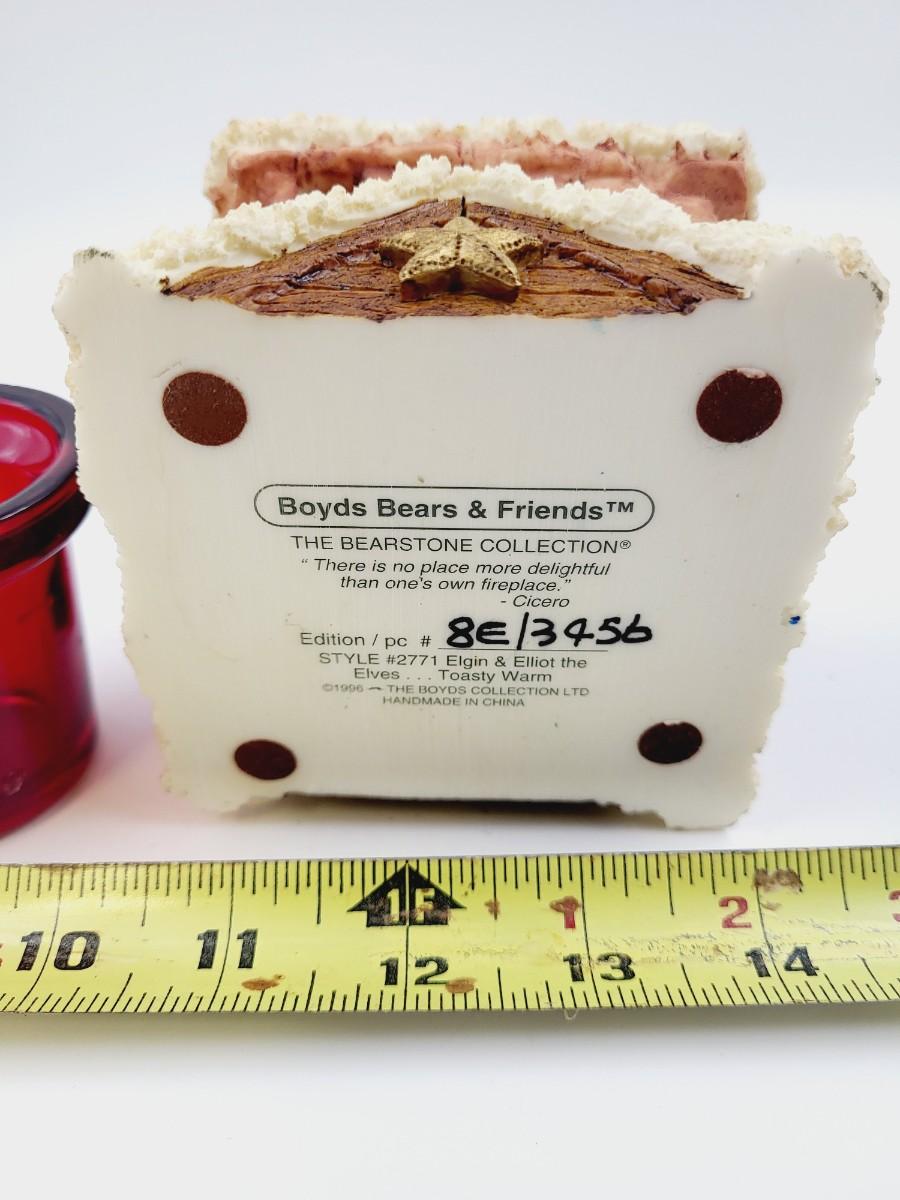 Boyds Bears & Friends™
THE BEARSTONE COLLECTION®
“ There is no place more delightful
than one's own fireplace.”
- Cicero
Edition / pc # 8E/3456
STYLE #2771 Elgin & Elliot the
Elves . . . Toasty Warm
©1996 THE BOYDS COLLECTION LTD
HANDMADE IN CHINA
1F 1 2 3
10 11 12 13 14